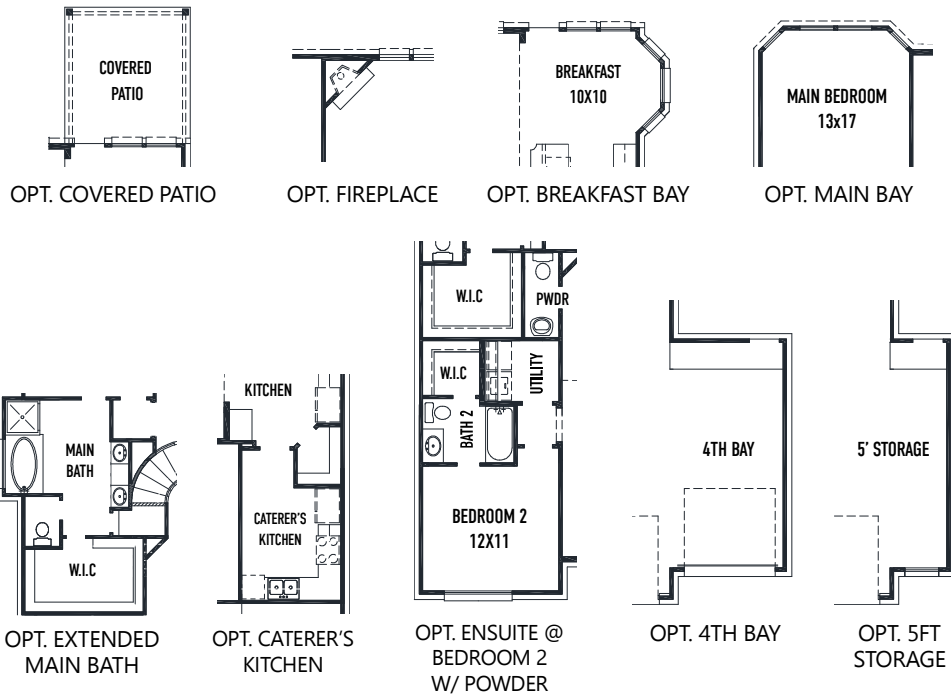 COVERED
PATIO
OPT. COVERED PATIO
OPT. FIREPLACE
BREAKFAST
10X10
OPT. BREAKFAST BAY
MAIN BEDROOM
13x17
OPT. MAIN BAY
MAIN
BATH
W.I.C
OPT. EXTENDED
MAIN BATH
KITCHEN
CATERER'S
KITCHEN
OPT. CATERER'S
KITCHEN
W.I.C
PWDR
W.I.C
UTILITY
BATH 2
BEDROOM 2
12X11
OPT. ENSUITE @
BEDROOM 2
W/ POWDER
4TH BAY
OPT. 4TH BAY
5' STORAGE
OPT. 5FT
STORAGE